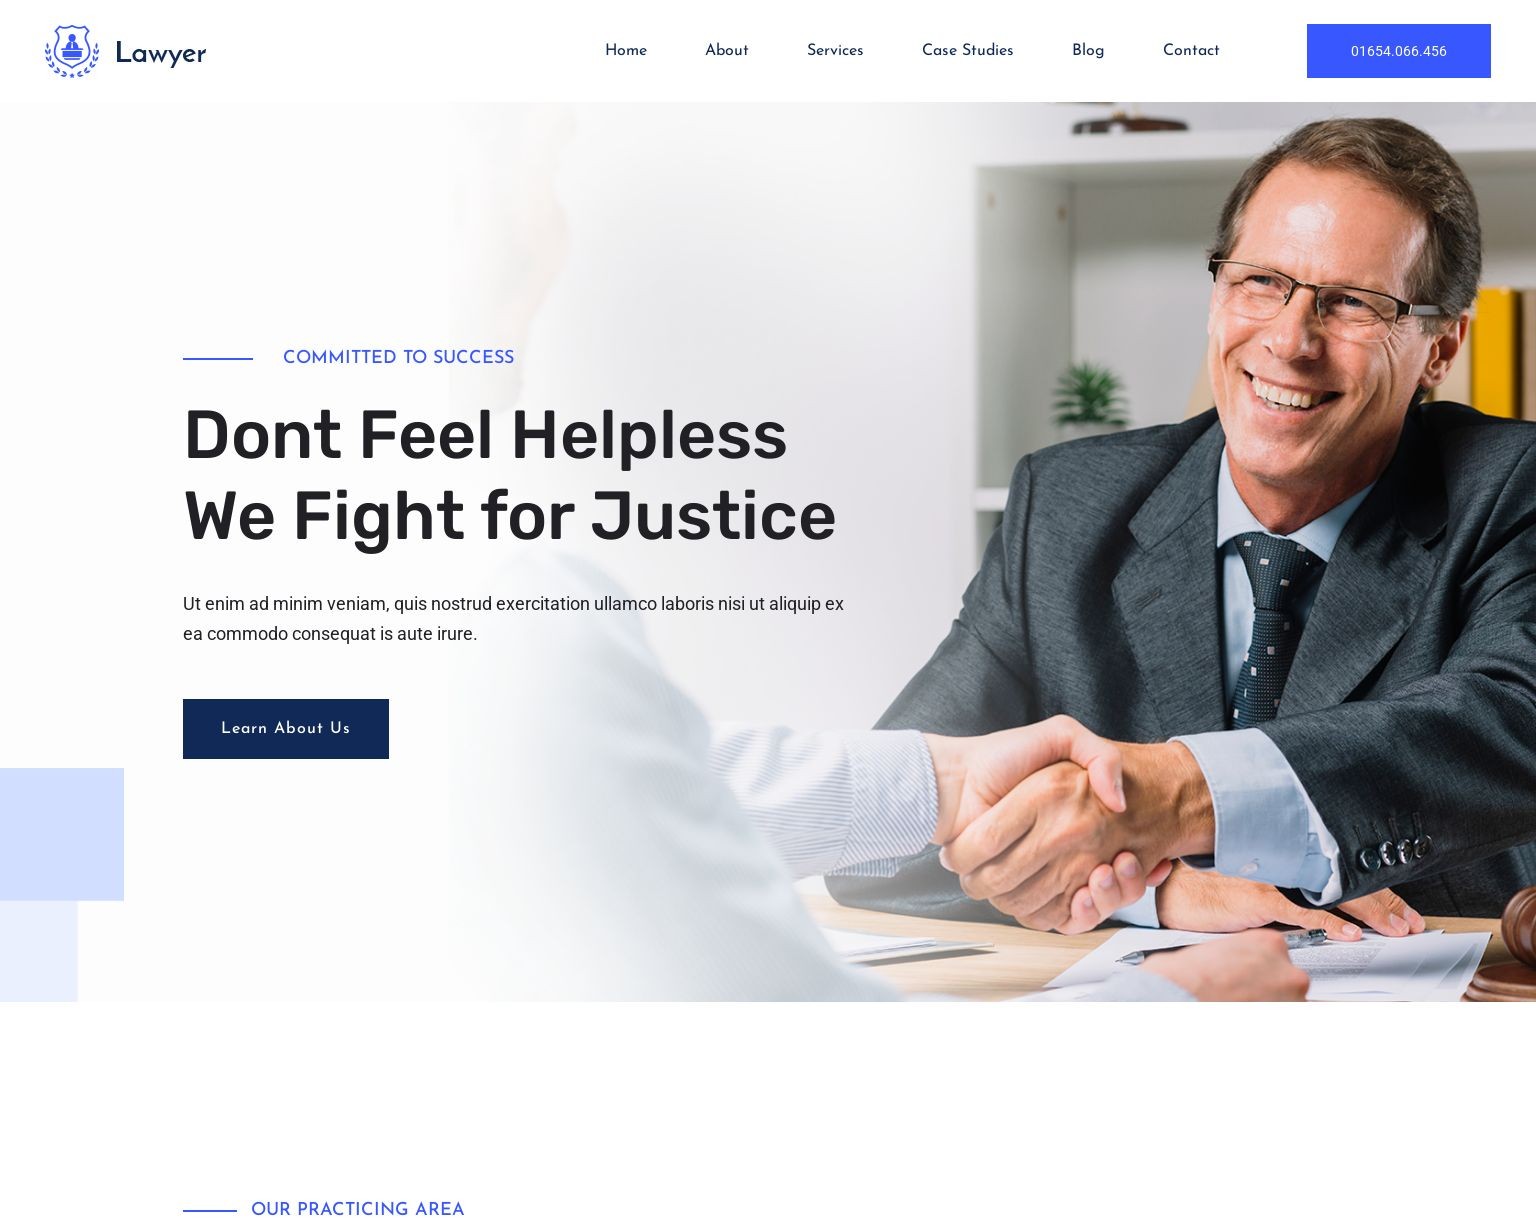 Lawyer
Home
About
Services
Case Studies
Blog
Contact
01654.066.456
COMMITTED TO SUCCESS
Dont Feel Helpless
We Fight for Justice
Ut enim ad minim veniam, quis nostrud exercitation ullamco laboris nisi ut aliquip ex
ea commodo consequat is aute irure.
Learn About Us
OUR PRACTICING AREA